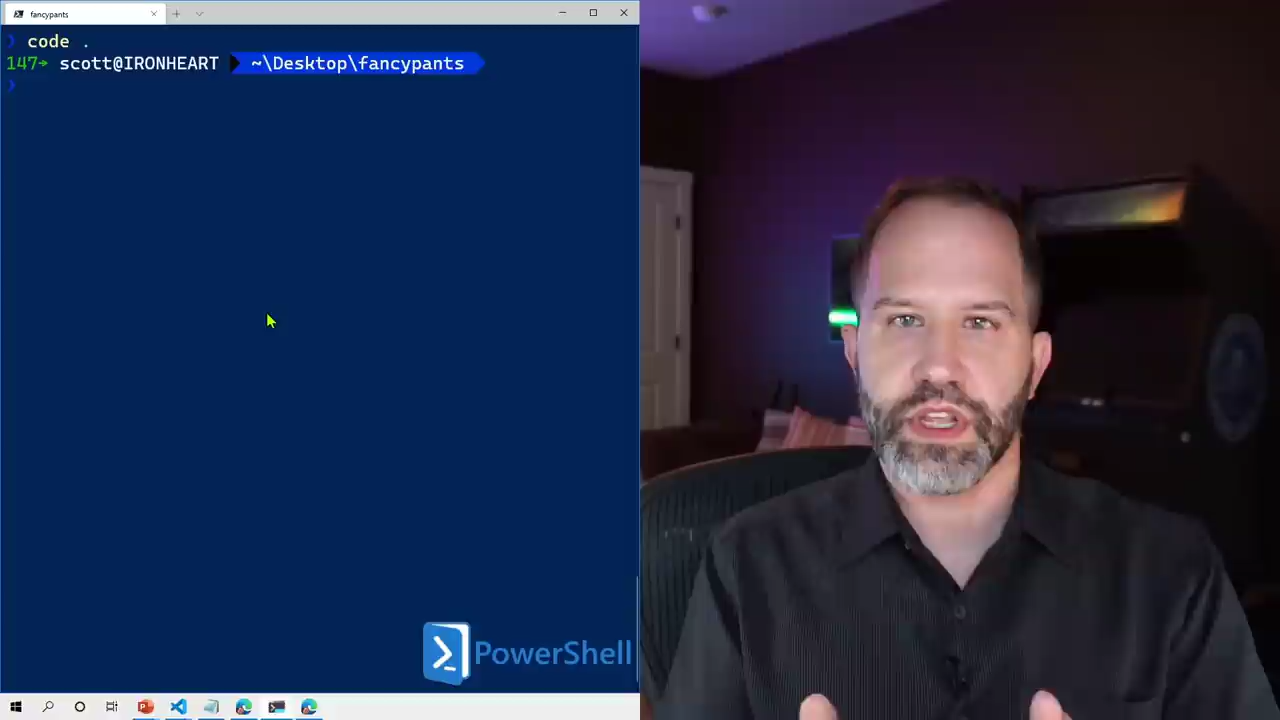 fancypants
❯ code .
147➔ scott@IRONHEART ~\Desktop\fancypants
❯
PowerShell